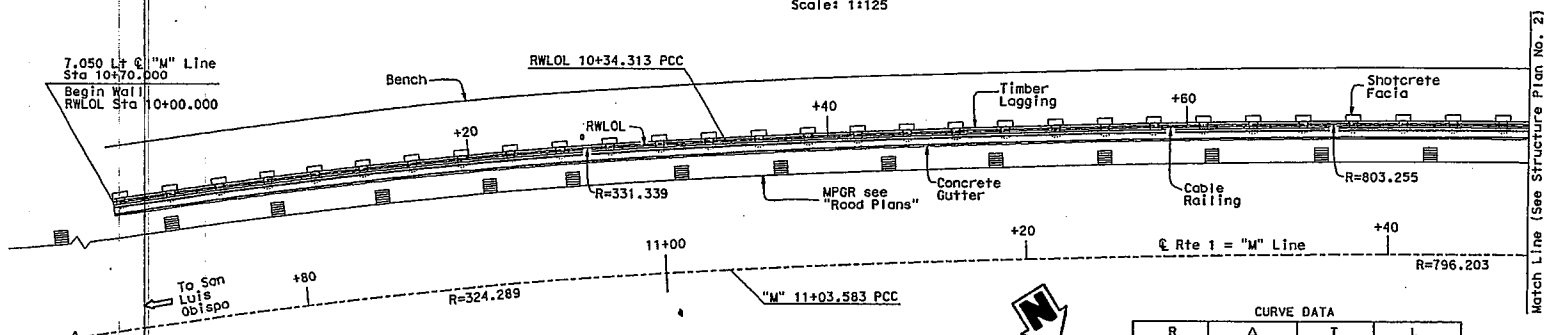 Scale: 1:125
7.050 Lt ℄ "M" Line
Sta 10+70.000
Begin Wall
RWLOL Sta 10+00.000
Bench
RWLOL 10+34.313 PCC
RWLOL
+20
+40
Timber
Lagging
+60
Shotcrete
Facia
R=331.339
MPGR see
"Road Plans"
Concrete
Gutter
Cable
Railing
R=803.255
Match Line (See Structure Plan No. 2)
To San
Luis
Obispo
+80
R=324.289
11+00
"M" 11+03.583 PCC
+20
℄ Rte 1 = "M" Line
+40
R=796.203
N
CURVE DATA
R Δ T L